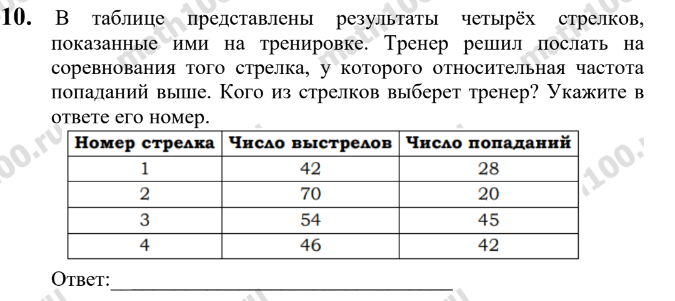 10. В таблице представлены результаты четырёх стрелков,
показанные ими на тренировке. Тренер решил послать на
соревнования того стрелка, у которого относительная частота
попаданий выше. Кого из стрелков выберет тренер? Укажите в
ответе его номер.
Номер стрелка Число выстрелов Число попаданий
1 42 28
2 70 20
3 54 45
4 46 42
Ответ: